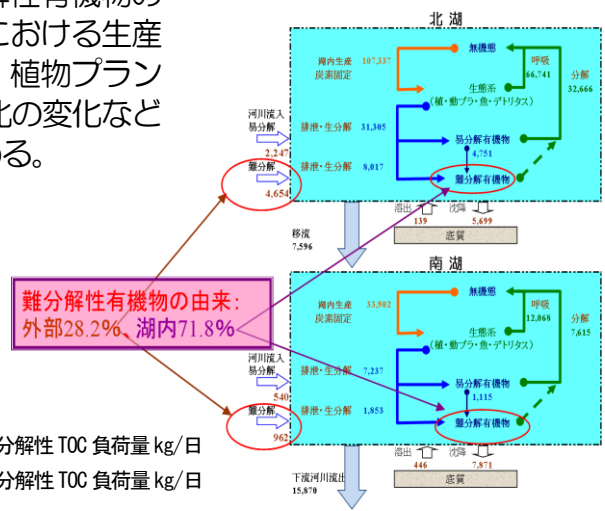 解性有機物の
における生産
植物プラン
比の変化など
める。
北 湖
湖内生産
炭素固定
107,337
無機態
呼吸
66,741
分解
32,666
生態系
(植・動プラ・魚・デトリタス)
河川流入
易分解
2,247
排泄・生分解
31,305
易分解有機物
4,751
難分解
4,654
排泄・生分解
8,017
難分解有機物
溶出
139
沈降
5,699
底質
移流
7,596
南 湖
難分解性有機物の由来:
外部28.2%、湖内71.8%
湖内生産
炭素固定
33,902
無機態
呼吸
12,068
分解
7,615
生態系
(植・動プラ・魚・デトリタス)
河川流入
易分解
540
排泄・生分解
7,237
易分解有機物
1,115
難分解
962
排泄・生分解
1,853
難分解有機物
分解性 TOC 負荷量 kg/日
分解性 TOC 負荷量 kg/日
溶出
446
沈降
7,871
底質
下流河川流出
15,870